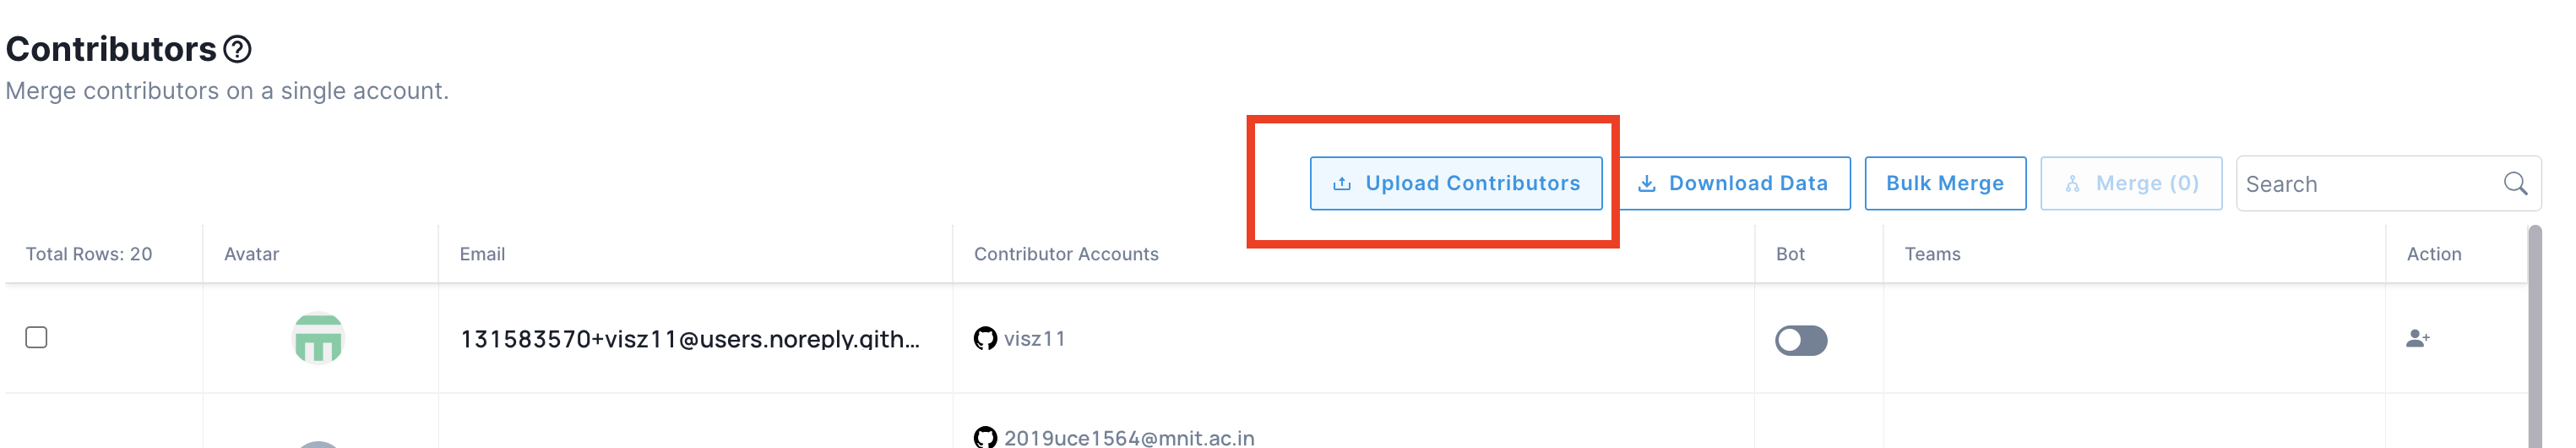 Contributors
Merge contributors on a single account.
Upload Contributors Download Data Bulk Merge Merge (0) Search
Total Rows: 20 Avatar Email Contributor Accounts Bot Teams Action
131583570+visz11@users.noreply.gith... visz11
2019uce1564@mnit.ac.in